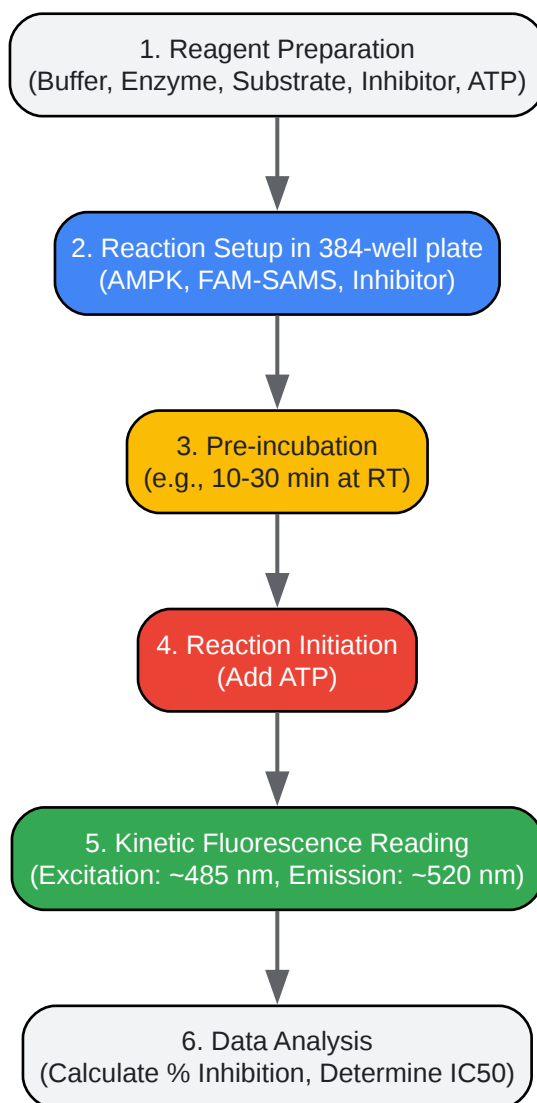 1. Reagent Preparation
(Buffer, Enzyme, Substrate, Inhibitor, ATP)
2. Reaction Setup in 384-well plate
(AMPK, FAM-SAMS, Inhibitor)
3. Pre-incubation
(e.g., 10-30 min at RT)
4. Reaction Initiation
(Add ATP)
5. Kinetic Fluorescence Reading
(Excitation: ~485 nm, Emission: ~520 nm)
6. Data Analysis
(Calculate % Inhibition, Determine IC50)